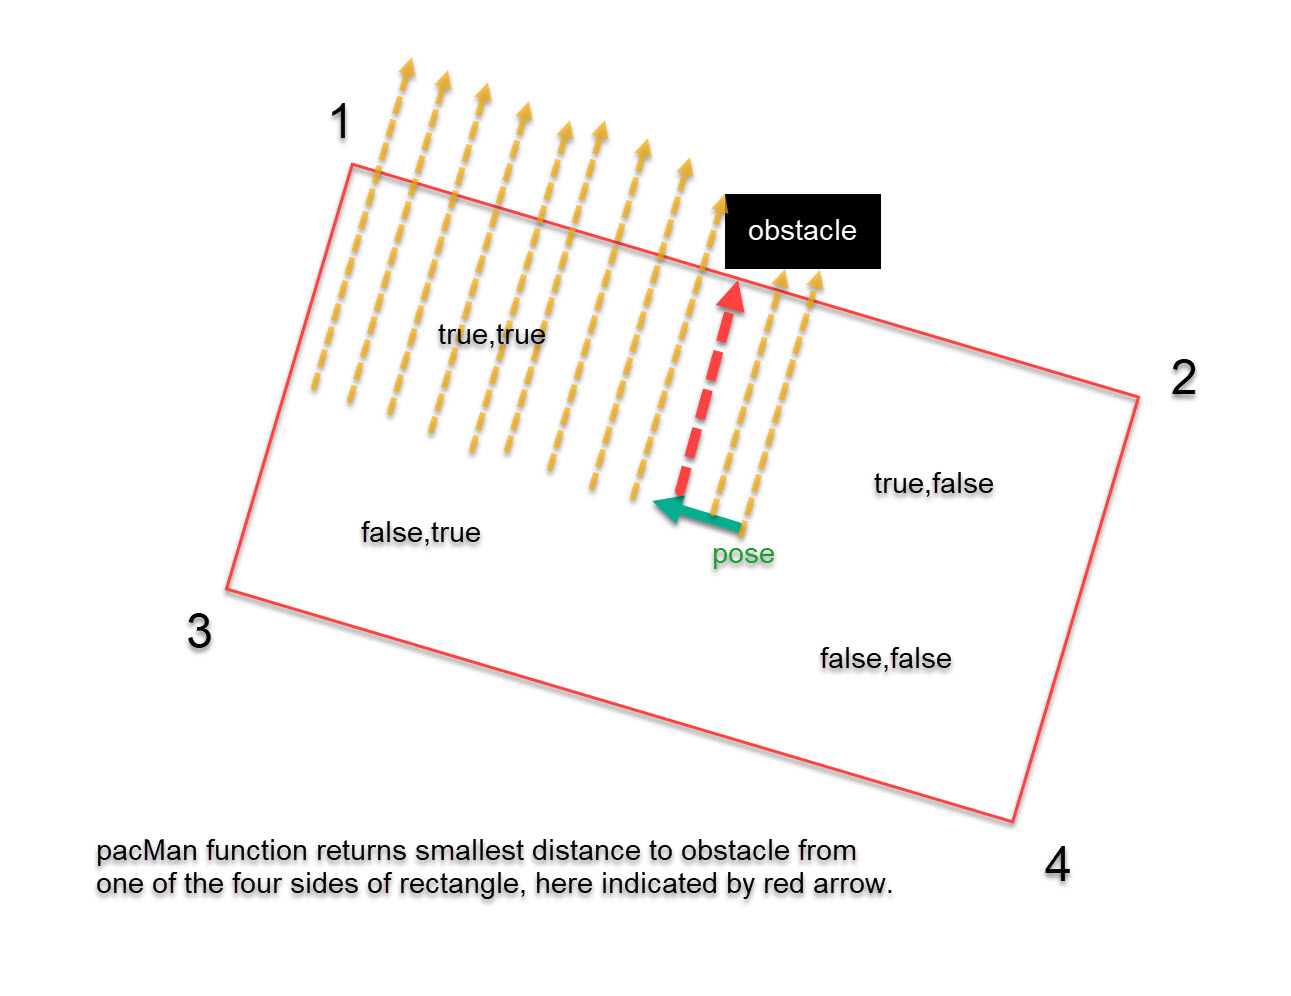 1
obstacle
true,true
2
true,false
false,true
pose
3
false,false
pacMan function returns smallest distance to obstacle from
one of the four sides of rectangle, here indicated by red arrow.
4